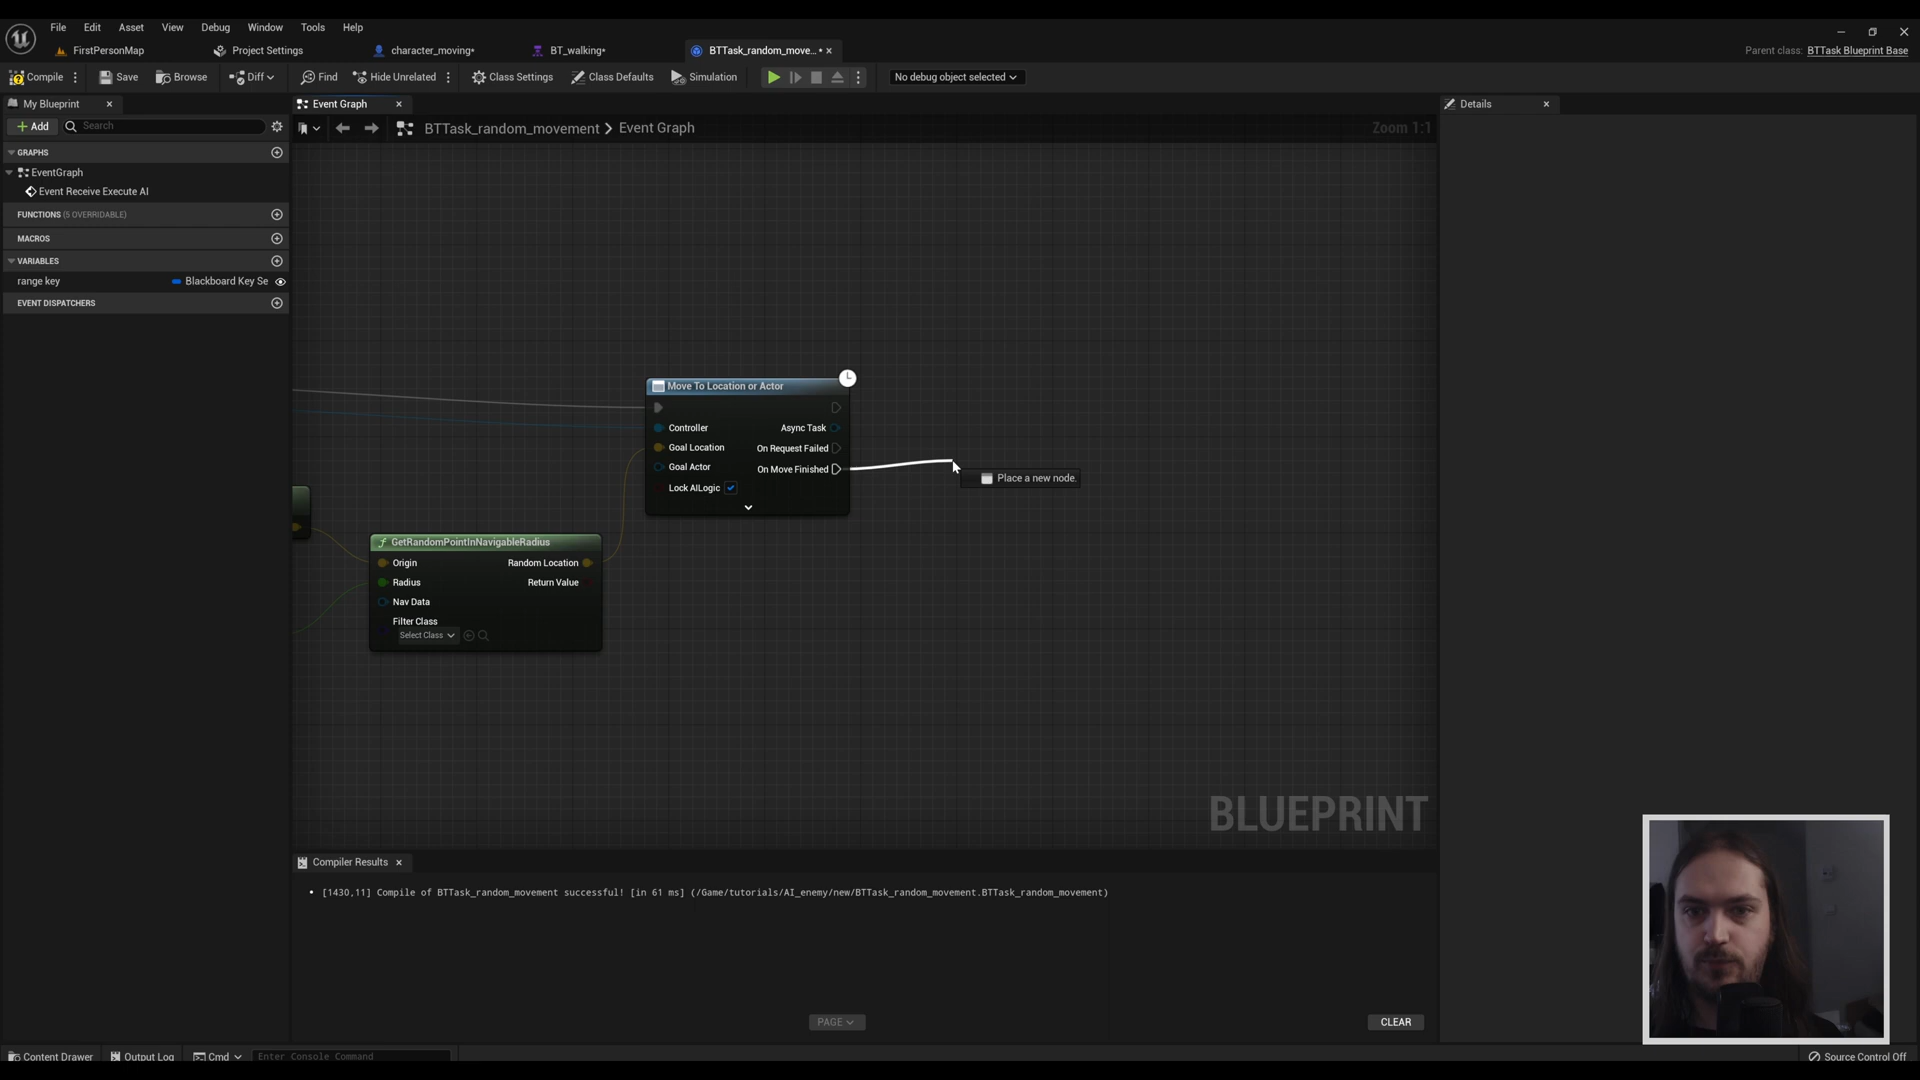 File Edit Asset View Debug Window Tools Help
FirstPersonMap Project Settings character_moving* BT_walking* BTTask_random_move...*
Parent class: BTTask Blueprint Base
Compile Save Browse Diff Find Hide Unrelated Class Settings Class Defaults Simulation No debug object selected
My Blueprint
Event Graph
Details
Add Search
BTTask_random_movement > Event Graph
Zoom 1:1
GRAPHS
EventGraph
Event Receive Execute AI
FUNCTIONS (5 OVERRIDABLE)
MACROS
VARIABLES
range key Blackboard Key Se
EVENT DISPATCHERS
Move To Location or Actor
Controller Async Task
Goal Location On Request Failed
Goal Actor On Move Finished
Lock AILogic
Place a new node.
GetRandomPointInNavigableRadius
Origin Random Location
Radius Return Value
Nav Data
Filter Class
Select Class
BLUEPRINT
Compiler Results
• [1430,11] Compile of BTTask_random_movement successful! [in 61 ms] (/Game/tutorials/AI_enemy/new/BTTask_random_movement.BTTask_random_movement)
PAGE
CLEAR
Content Drawer Output Log Cmd Enter Console Command
Source Control Off